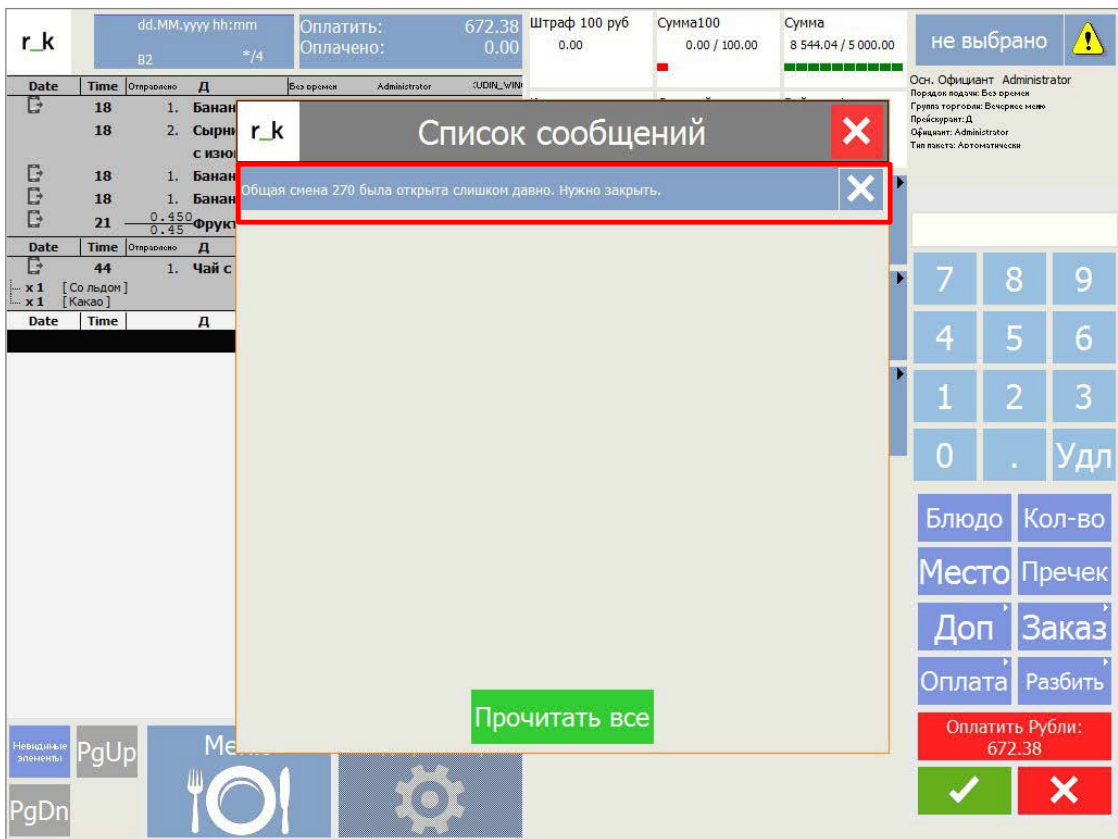 r_k
dd.MM.yyyy hh:mm
B2 */4
Оплатить: 672.38
Оплачено: 0.00
Штраф 100 руб
0.00
Сумма100
0.00 / 100.00
Сумма
8 544.04 / 5 000.00
не выбрано
Осн. Официант Administrator
Порядок подачи: Без времен
Группа торговли: Вечернее меню
Прейскурант: Д
Официант: Administrator
Тип пакета: Автоматически
Date Time Отправлено Д Без времен Administrator
18 1. Банан
18 2. Сырни
с изю
18 1. Банан
18 1. Банан
21 0.450 Фрукт
0.45
Date Time Отправлено Д
44 1. Чай с
x 1 [Со льдом]
x 1 [Какао]
Date Time Д
r_k
Список сообщений
Общая смена 270 была открыта слишком давно. Нужно закрыть.
Прочитать все
7 8 9
4 5 6
1 2 3
0 . Удл
Блюдо Кол-во
Место Пречек
Доп Заказ
Оплата Разбить
Оплатить Рубли:
672.38
Невидимые
элементы
PgUp
PgDn